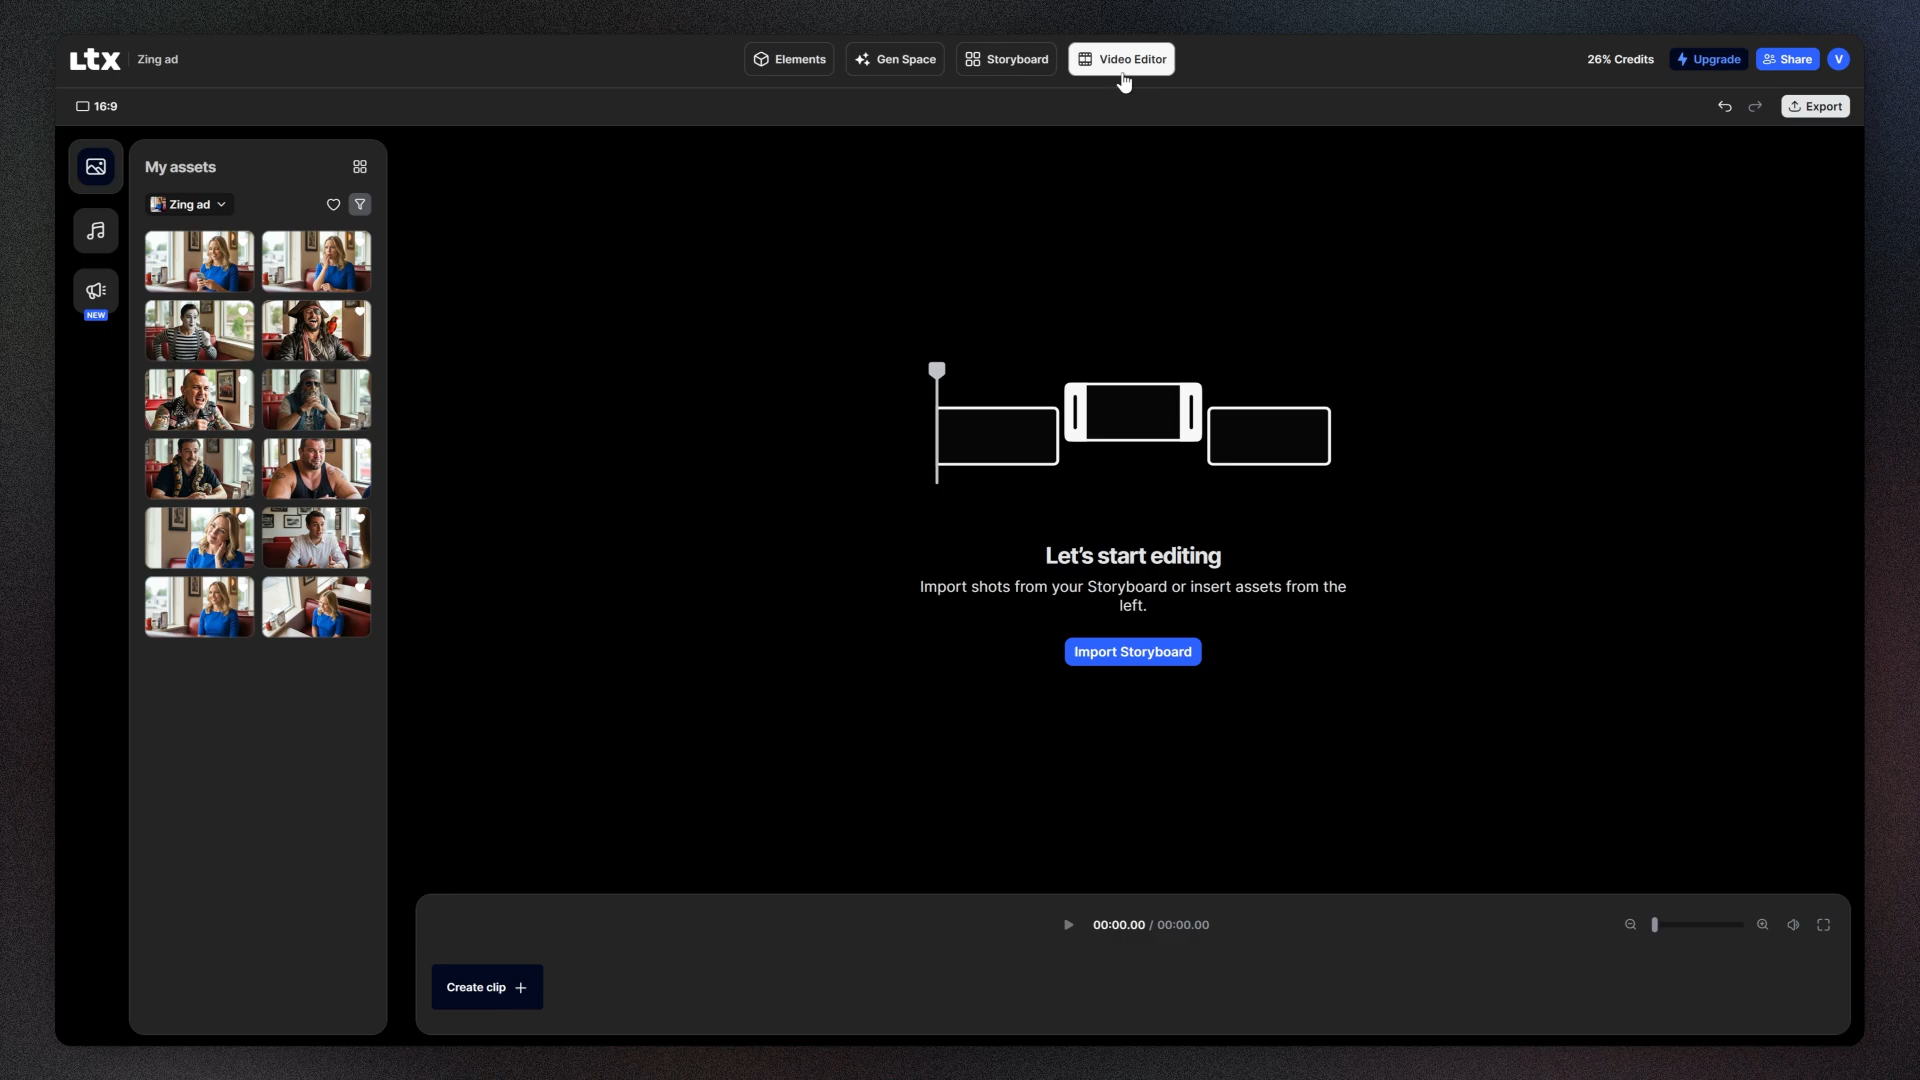 Ltx
Zing ad
Elements
Gen Space
Storyboard
Video Editor
26% Credits
Upgrade
Share
V
16:9
Export
My assets
Zing ad
NEW
Let's start editing
Import shots from your Storyboard or insert assets from the
left.
Import Storyboard
00:00.00 / 00:00.00
Create clip +